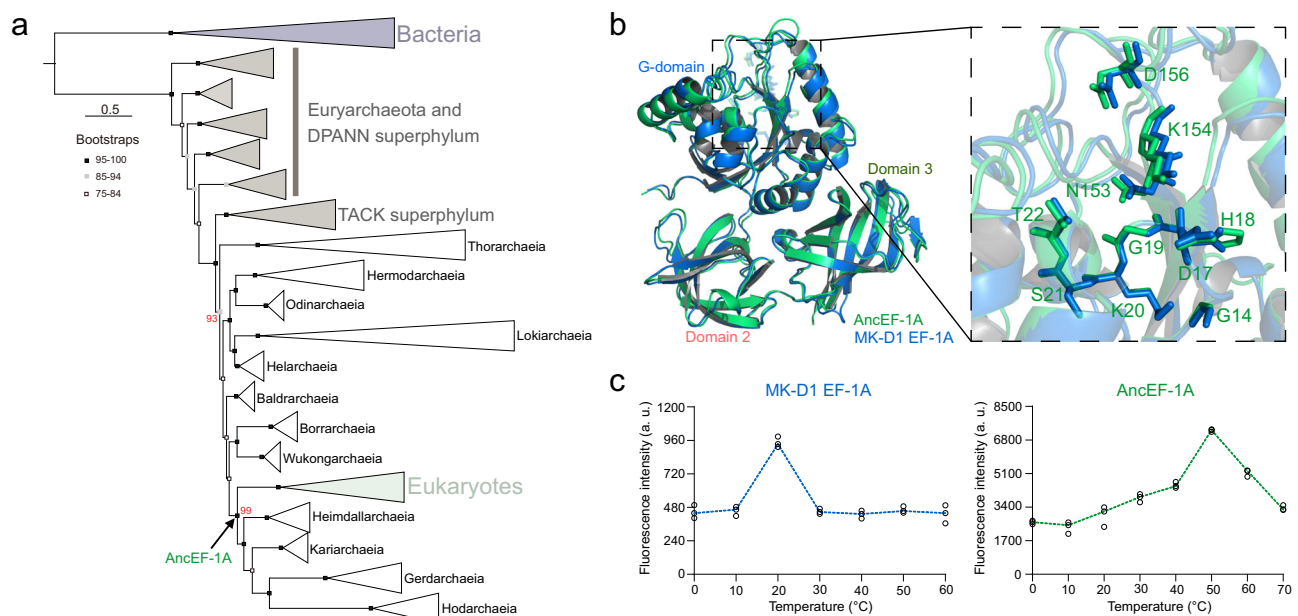 a
Bacteria
0.5
Bootstraps
95-100
85-94
75-84
Euryarchaeota and
DPANN superphylum
TACK superphylum
Thorarchaeia
Hermodarchaeia
Odinarchaeia
93
Lokiarchaeia
Helarchaeia
Baldrarchaeia
Borrarchaeia
Wukongarchaeia
Eukaryotes
99
Heimdallarchaeia
AncEF-1A
Kariarchaeia
Gerdarchaeia
Hodarchaeia
b
G-domain
Domain 3
Domain 2
AncEF-1A
MK-D1 EF-1A
D156
K154
N153
T22
H18
G19
D17
S21
K20
G14
c
MK-D1 EF-1A
Fluorescence intensity (a. u.)
1200
960
720
480
240
0
0 10 20 30 40 50 60
Temperature (°C)
AncEF-1A
Fluorescence intensity (a. u.)
8500
6800
5100
3400
1700
0
0 10 20 30 40 50 60 70
Temperature (°C)